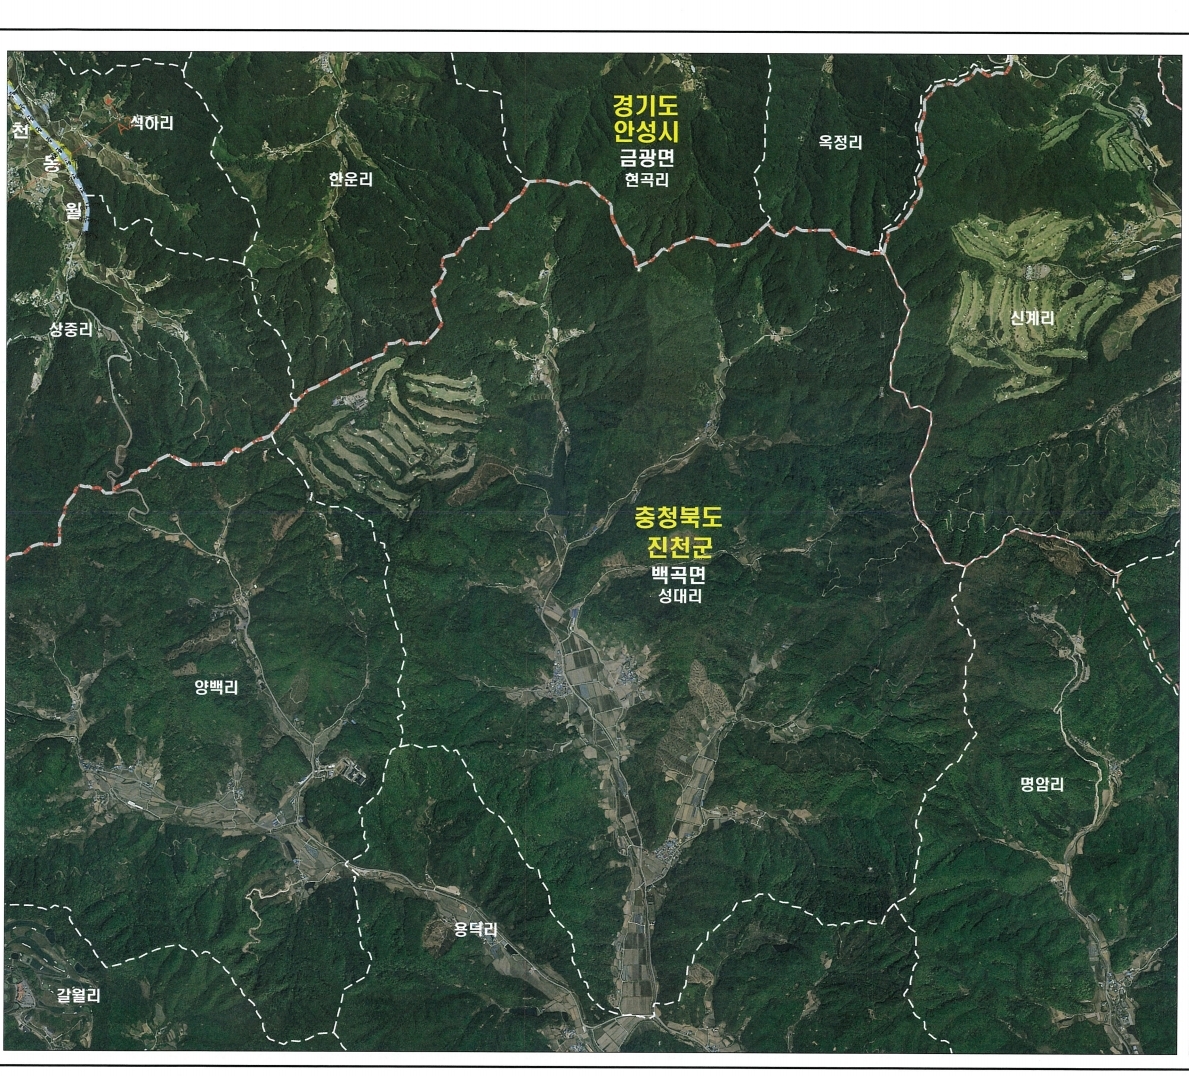 경기도
안성시
금광면
현곡리
석하리
천
동
월
한운리
옥정리
상중리
신계리
충청북도
진천군
백곡면
성대리
양백리
명암리
용덕리
갈월리